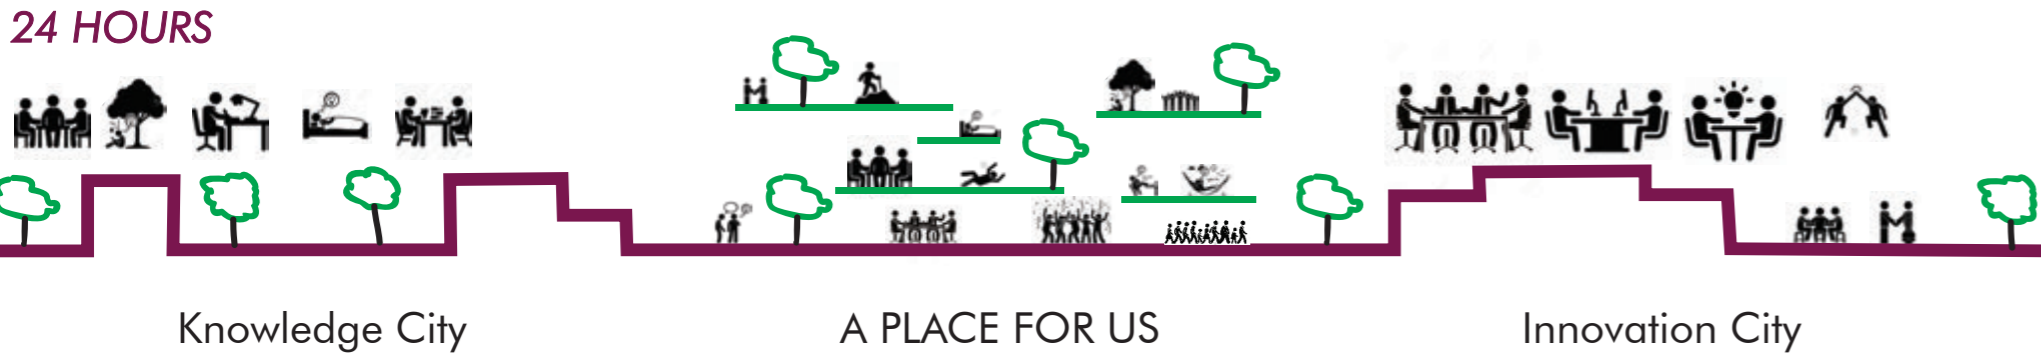 24 HOURS
Knowledge City
A PLACE FOR US
Innovation City